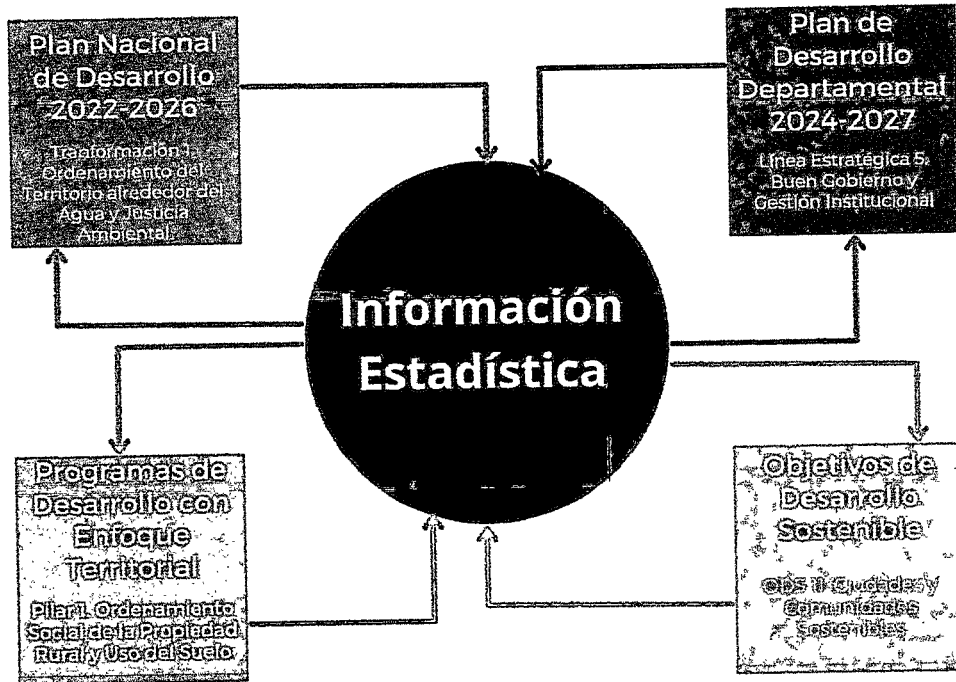 Plan Nacional
de Desarrollo
2022-2026
Tranformación 1.
Ordenamiento del
Territorio alrededor del
Agua y Justicia
Ambiental.
Plan de
Desarrollo
Departamental
2024-2027
Línea Estratégica 5.
Buen Gobierno y
Gestión Institucional
Información
Estadística
Programas de
Desarrollo con
Enfoque
Territorial
Pilar 1. Ordenamiento
Social de la Propiedad
Rural y Uso del Suelo
Objetivos de
Desarrollo
Sostenible
ODS 11 Ciudades y
Comunidades
Sostenibles